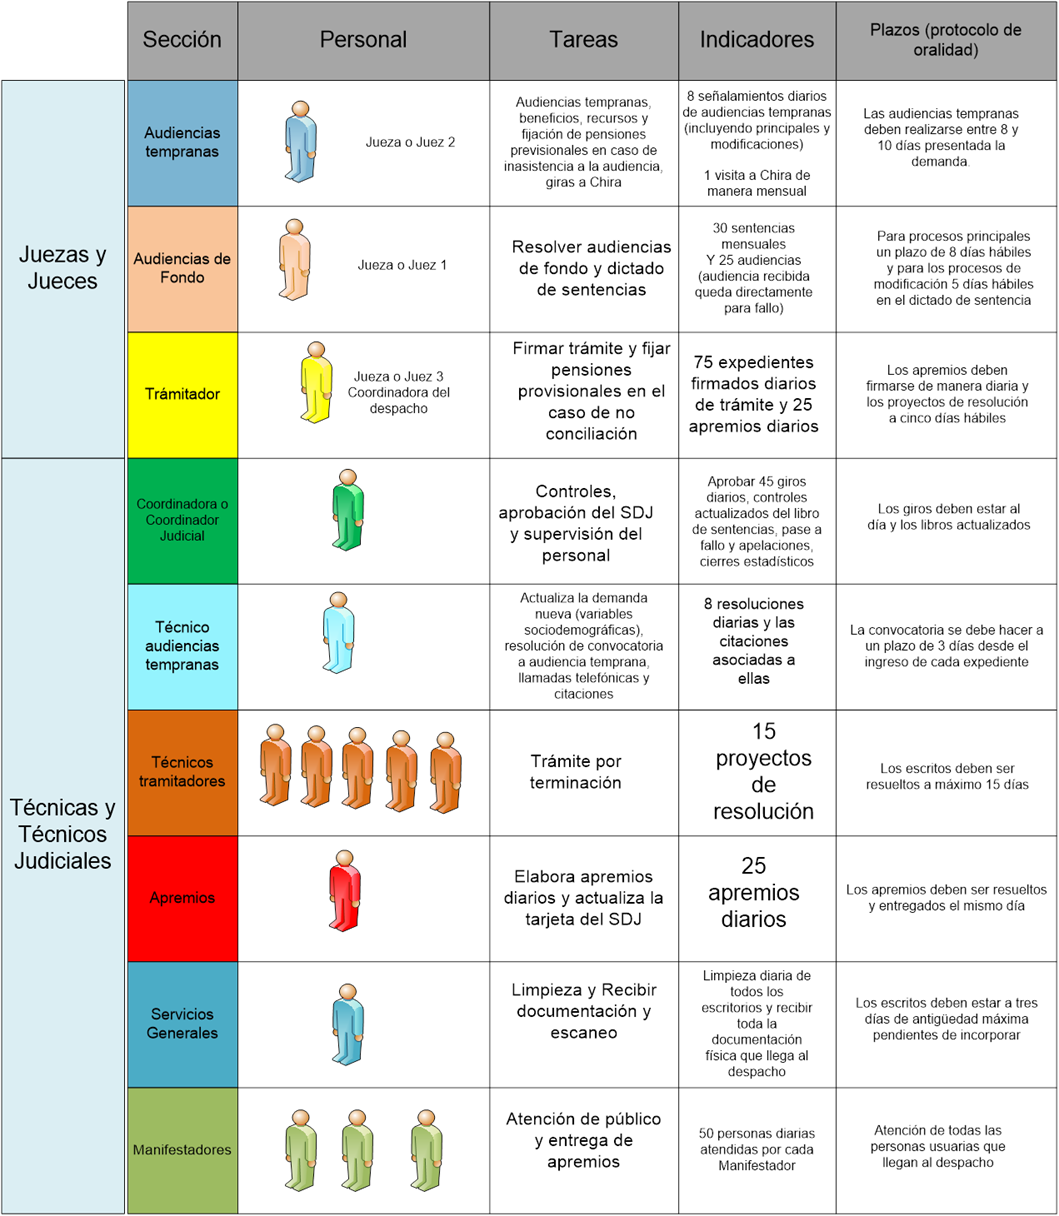 Sección
Personal
Tareas
Indicadores
Plazos (protocolo de
oralidad)
Juezas y
Jueces
Audiencias
tempranas
Jueza o Juez 2
Audiencias tempranas,
beneficios, recursos y
fijación de pensiones
previsionales en caso de
inasistencia a la audiencia,
giras a Chira
8 señalamientos diarios
de audiencias tempranas
(incluyendo principales y
modificaciones)
1 visita a Chira de
manera mensual
Las audiencias tempranas
deben realizarse entre 8 y
10 días presentada la
demanda.
Audiencias de
Fondo
Jueza o Juez 1
Resolver audiencias
de fondo y dictado
de sentencias
30 sentencias
mensuales
Y 25 audiencias
(audiencia recibida
queda directamente
para fallo)
Para procesos principales
un plazo de 8 días hábiles
y para los procesos de
modificación 5 días hábiles
en el dictado de sentencia
Trámitador
Jueza o Juez 3
Coordinadora del
despacho
Firmar trámite y fijar
pensiones
provisionales en el
caso de no
conciliación
75 expedientes
firmados diarios
de trámite y 25
apremios diarios
Los apremios deben
firmarse de manera diaria y
los proyectos de resolución
a cinco días hábiles
Técnicas y
Técnicos
Judiciales
Coordinadora o
Coordinador
Judicial
Controles,
aprobación del SDJ
y supervisión del
personal
Aprobar 45 giros
diarios, controles
actualizados del libro
de sentencias, pase a
fallo y apelaciones,
cierres estadísticos
Los giros deben estar al
día y los libros actualizados
Técnico
audiencias
tempranas
Actualiza la demanda
nueva (variables
sociodemográficas),
resolución de convocatoria
a audiencia temprana,
llamadas telefónicas y
citaciones
8 resoluciones
diarias y las
citaciones
asociadas a
ellas
La convocatoria se debe hacer a
un plazo de 3 días desde el
ingreso de cada expediente
Técnicos
tramitadores
Trámite por
terminación
15
proyectos
de
resolución
Los escritos deben ser
resueltos a máximo 15 días
Apremios
Elabora apremios
diarios y actualiza la
tarjeta del SDJ
25
apremios
diarios
Los apremios deben ser resueltos
y entregados el mismo día
Servicios
Generales
Limpieza y Recibir
documentación y
escaneo
Limpieza diaria de
todos los
escritorios y recibir
toda la
documentación
física que llega al
despacho
Los escritos deben estar a tres
días de antigüedad máxima
pendientes de incorporar
Manifestadores
Atención de público
y entrega de
apremios
50 personas diarias
atendidas por cada
Manifestador
Atención de todas las
personas usuarias que
llegan al despacho